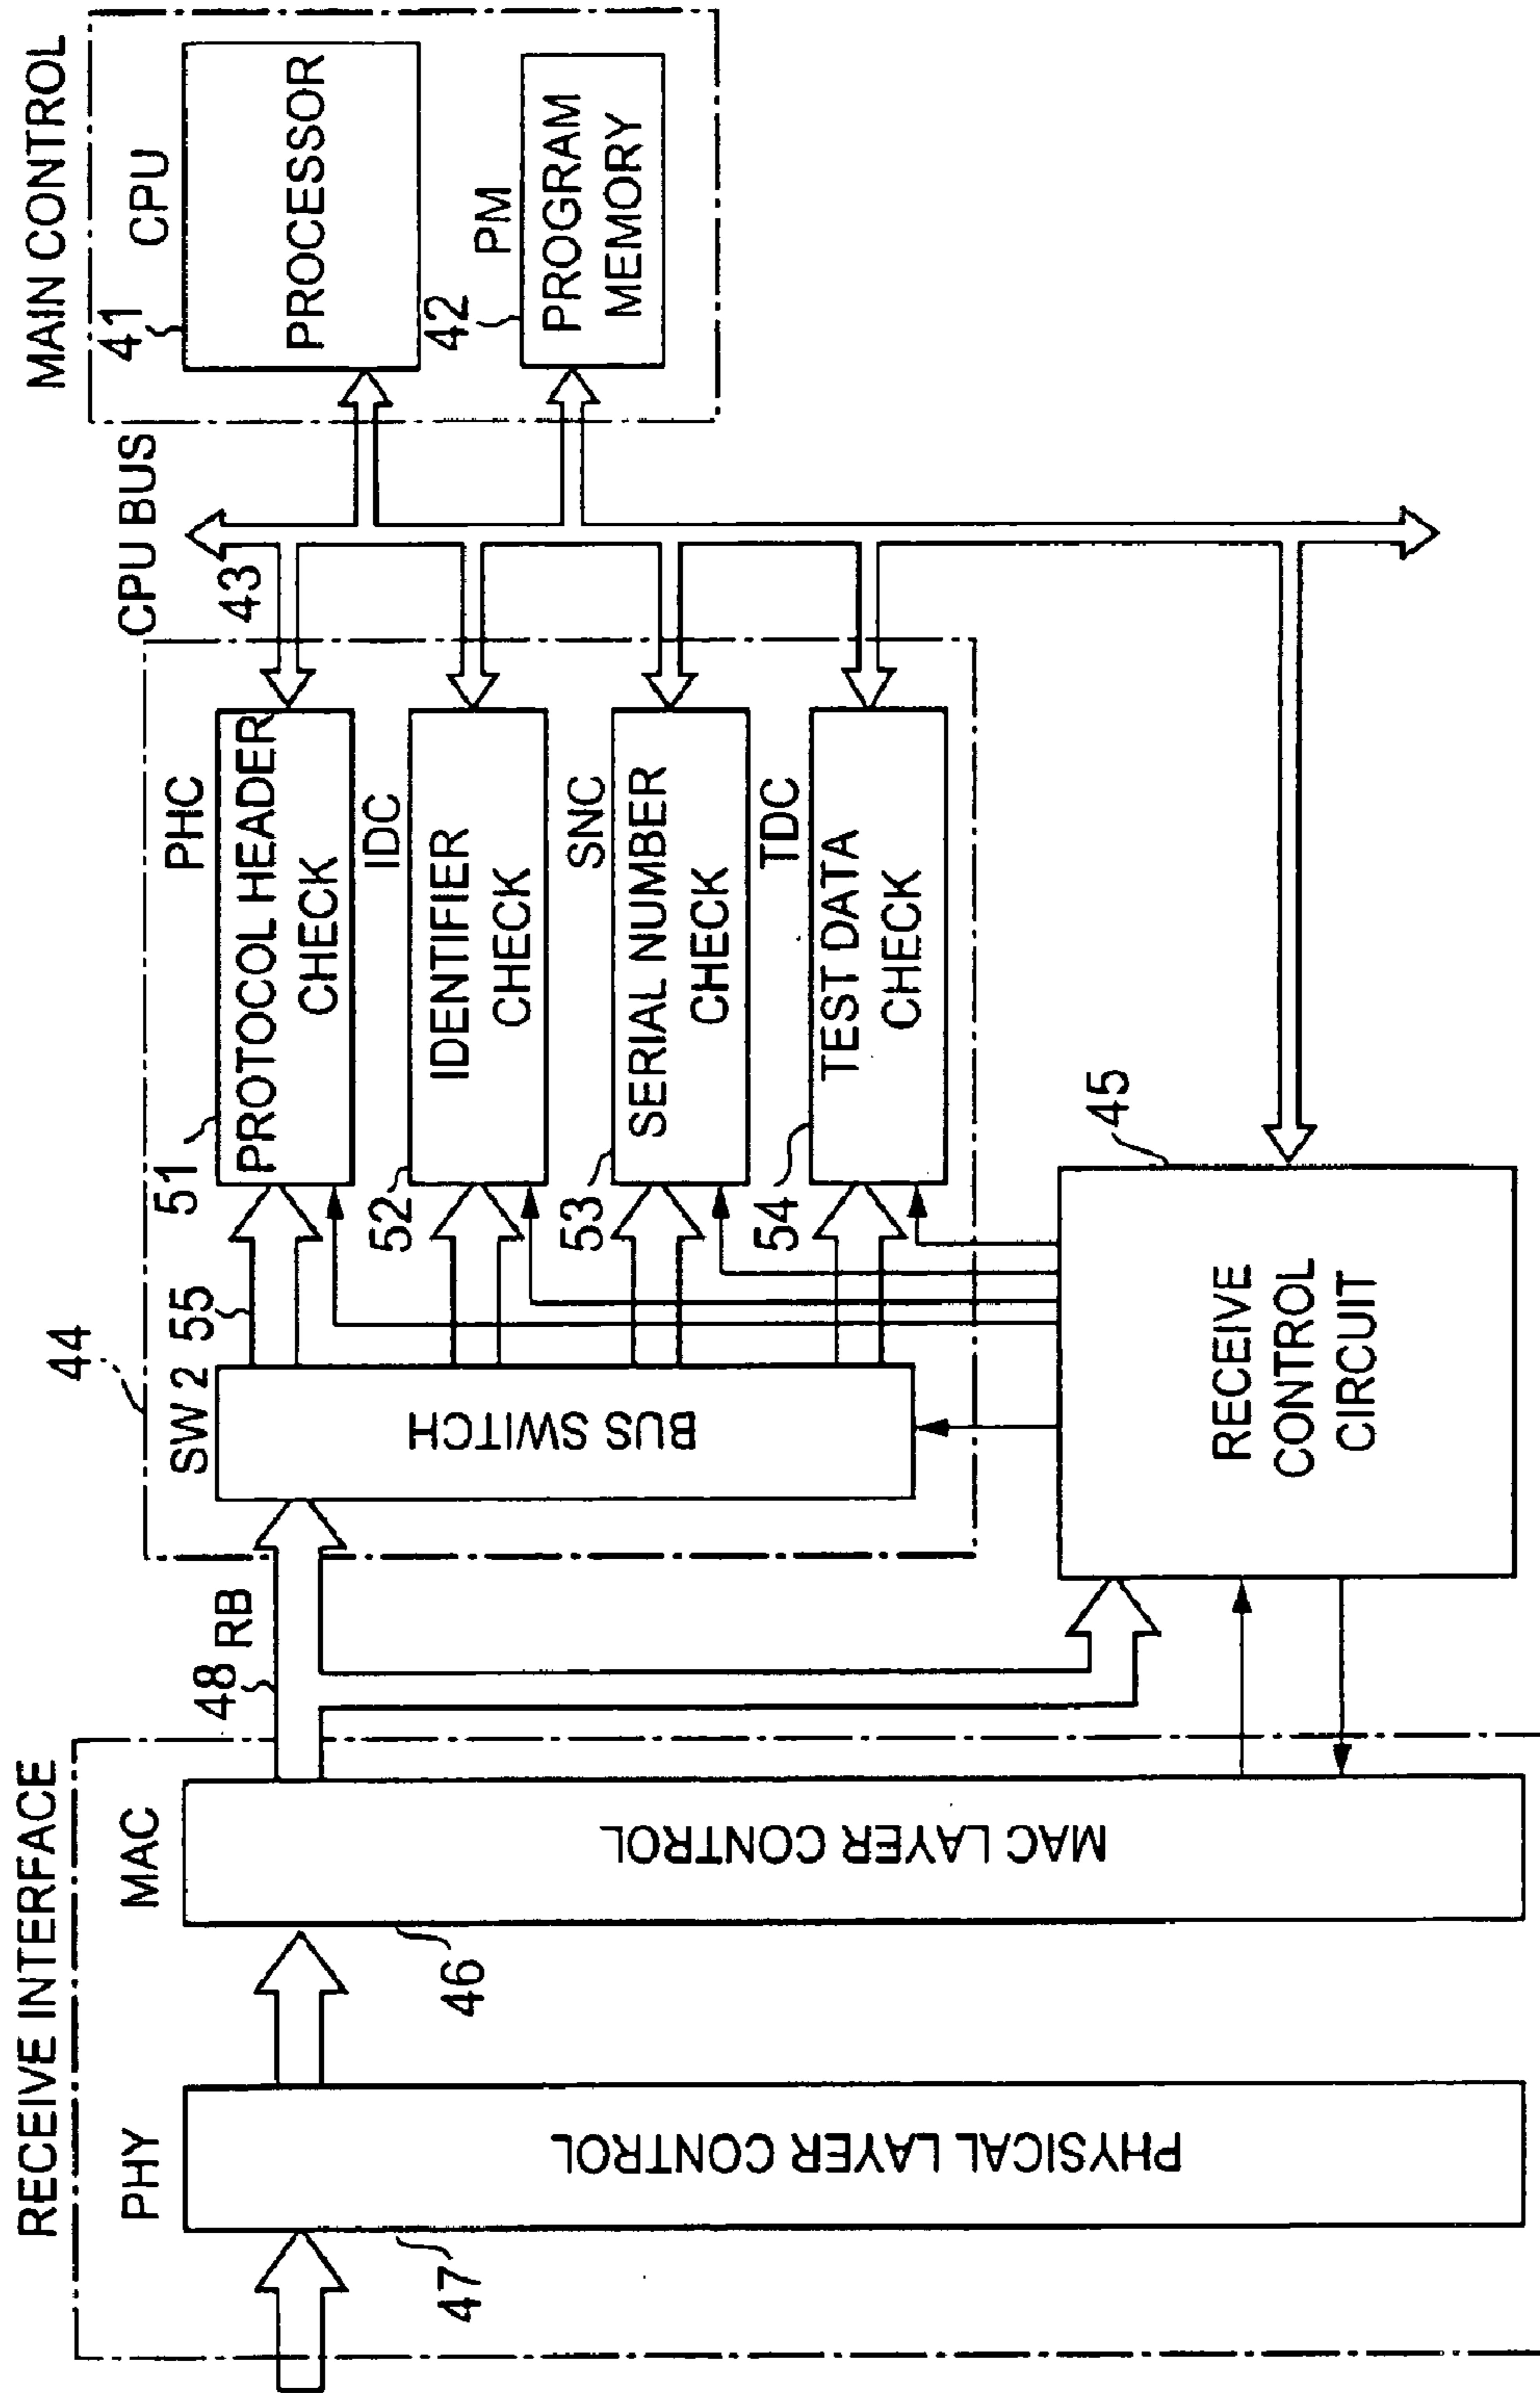 RECEIVE INTERFACE
PHY
PHYSICAL LAYER CONTROL
47
MAC
MAC LAYER CONTROL
46
48
RB
44
SW 2
55
BUS SWITCH
51
PHC
PROTOCOL HEADER
CHECK
52
IDC
IDENTIFIER
CHECK
53
SNC
SERIAL NUMBER
CHECK
54
TDC
TEST DATA
CHECK
45
RECEIVE
CONTROL
CIRCUIT
CPU BUS
43
MAIN CONTROL
41
CPU
PROCESSOR
42
PM
PROGRAM
MEMORY